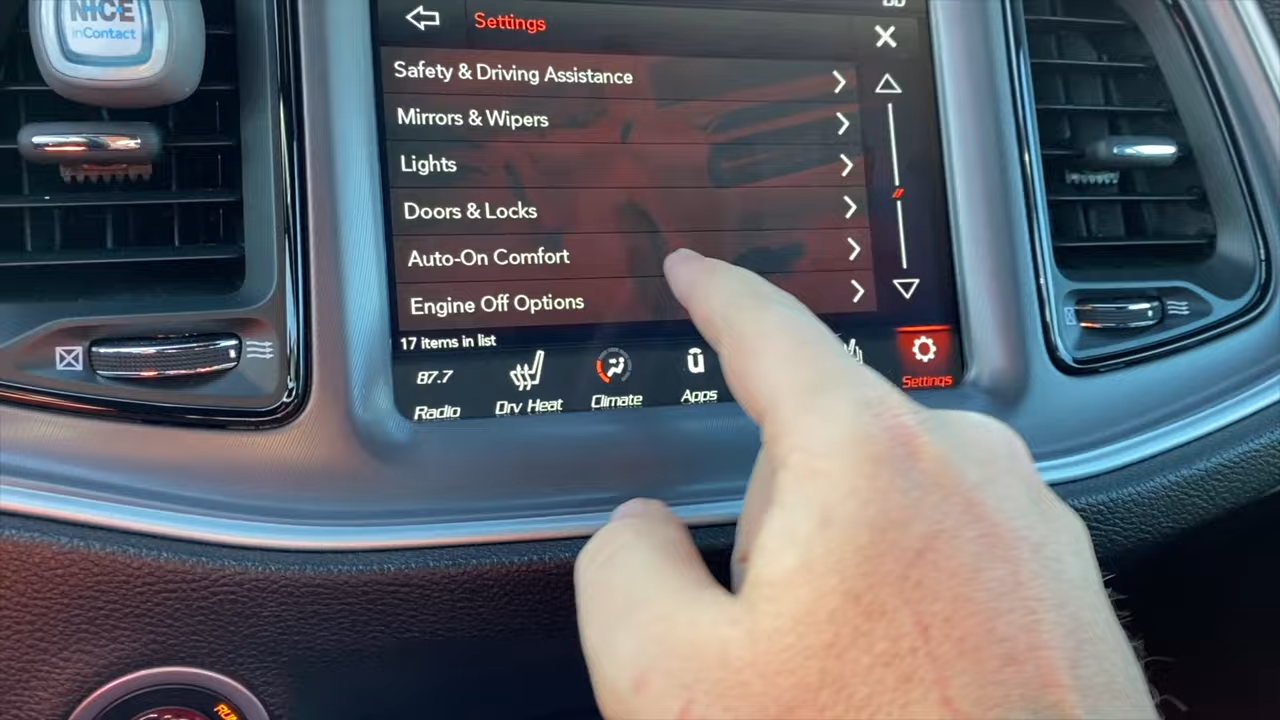 NICE
inContact
Settings
Safety & Driving Assistance
Mirrors & Wipers
Lights
Doors & Locks
Auto-On Comfort
Engine Off Options
17 items in list
87.7
Radio
Drv Heat
Climate
Apps
Settings
RUN